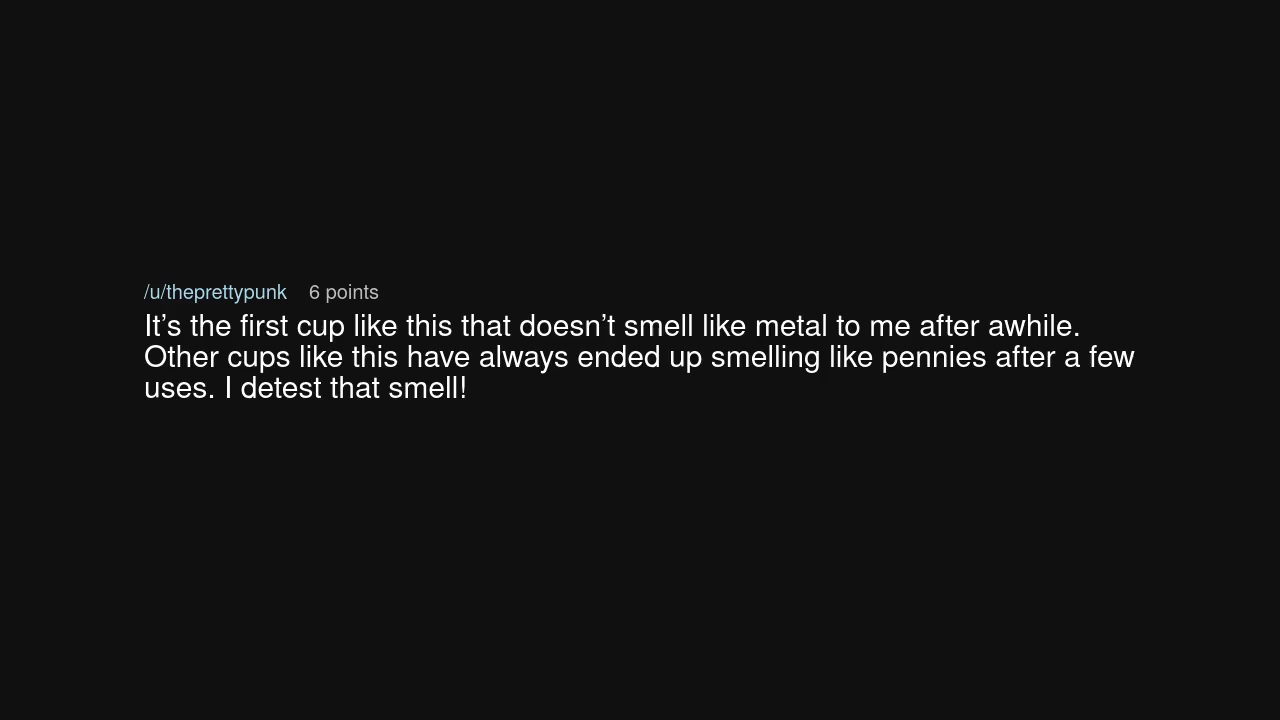 /u/theprettypunk 6 points
It’s the first cup like this that doesn’t smell like metal to me after awhile.
Other cups like this have always ended up smelling like pennies after a few
uses. I detest that smell!